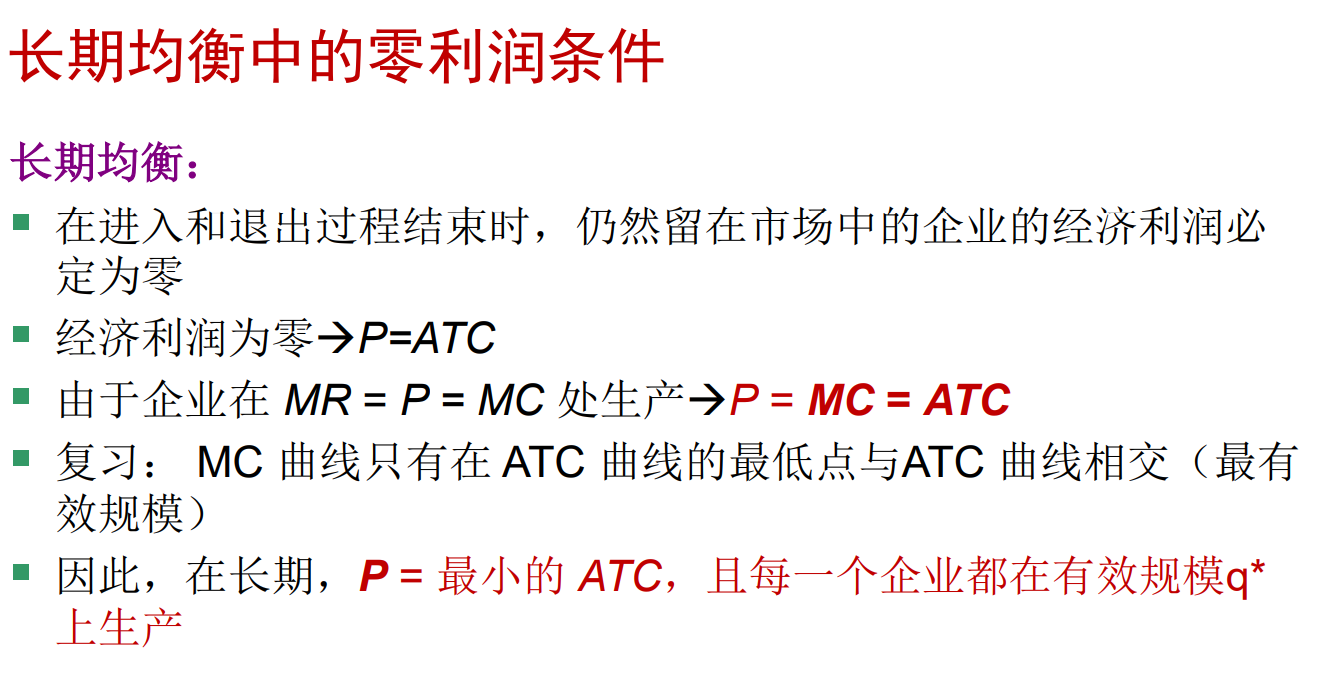 长期均衡中的零利润条件
长期均衡：
在进入和退出过程结束时，仍然留在市场中的企业的经济利润必
定为零
经济利润为零→P=ATC
由于企业在 MR = P = MC 处生产→P = MC = ATC
复习： MC 曲线只有在 ATC 曲线的最低点与ATC 曲线相交（最有
效规模）
因此，在长期，P = 最小的 ATC，且每一个企业都在有效规模q*
上生产